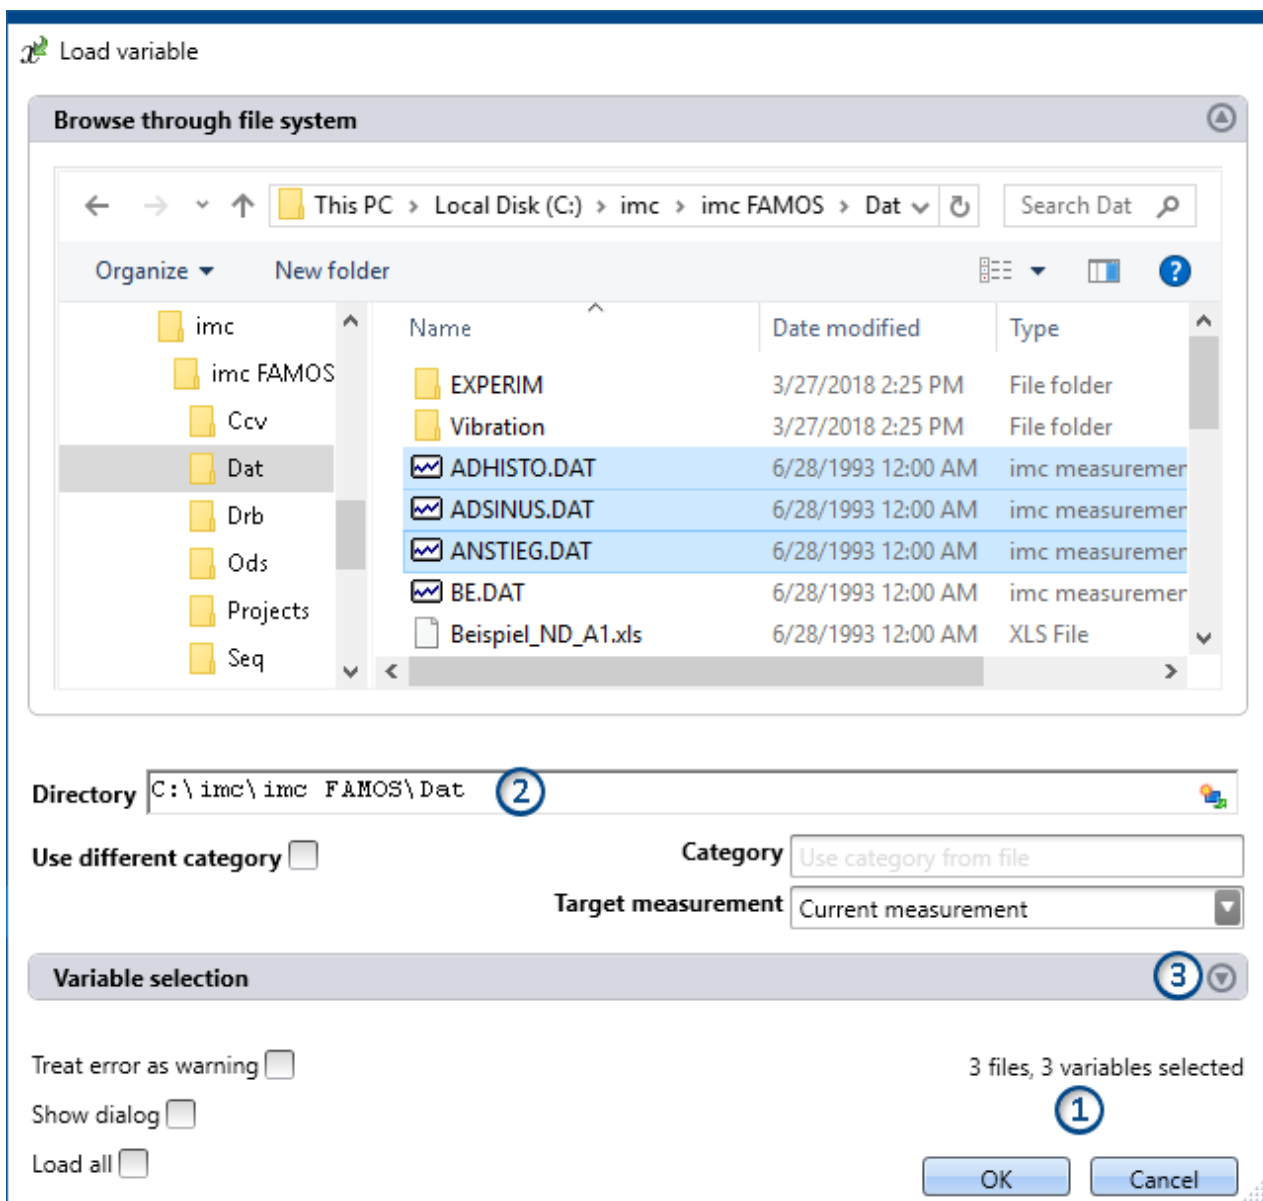 Load variable
Browse through file system
This PC > Local Disk (C:) > imc > imc FAMOS > Dat Search Dat
Organize New folder
imc
imc FAMOS
Ccv
Dat
Drb
Ods
Projects
Seq
Name Date modified Type
EXPERIM 3/27/2018 2:25 PM File folder
Vibration 3/27/2018 2:25 PM File folder
ADHISTO.DAT 6/28/1993 12:00 AM imc measuremer
ADSINUS.DAT 6/28/1993 12:00 AM imc measuremer
ANSTIEG.DAT 6/28/1993 12:00 AM imc measuremer
BE.DAT 6/28/1993 12:00 AM imc measuremer
Beispiel_ND_A1.xls 6/28/1993 12:00 AM XLS File
Directory C:\imc\imc FAMOS\Dat 2
Use different category Category Use category from file
Target measurement Current measurement
Variable selection 3
Treat error as warning 3 files, 3 variables selected
Show dialog 1
Load all OK Cancel